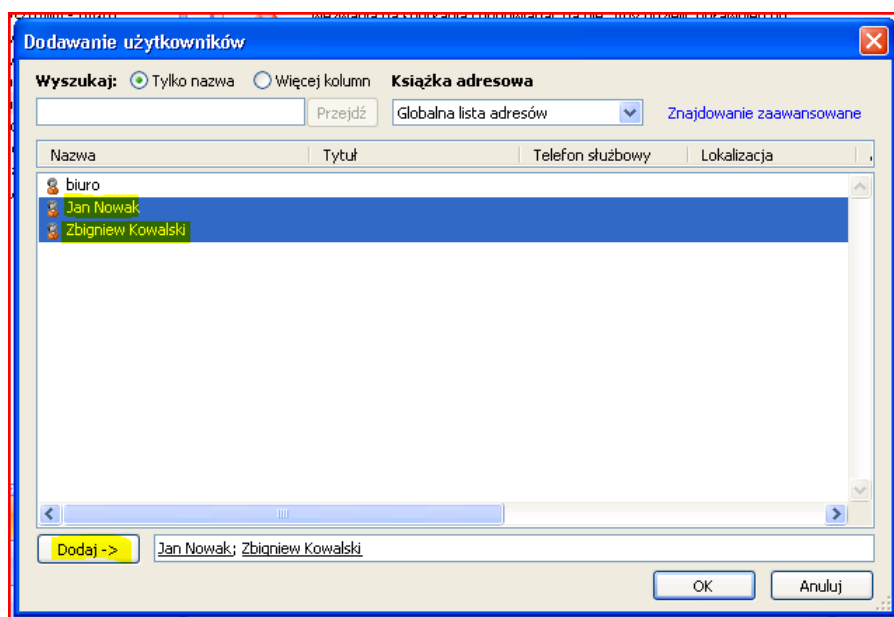 Dodawanie użytkowników
Wyszukaj: Tylko nazwa Więcej kolumn Książka adresowa
Przejdź Globalna lista adresów Znajdowanie zaawansowane
Nazwa Tytuł Telefon służbowy Lokalizacja
biuro
Jan Nowak
Zbigniew Kowalski
Dodaj -> Jan Nowak; Zbigniew Kowalski
OK Anuluj